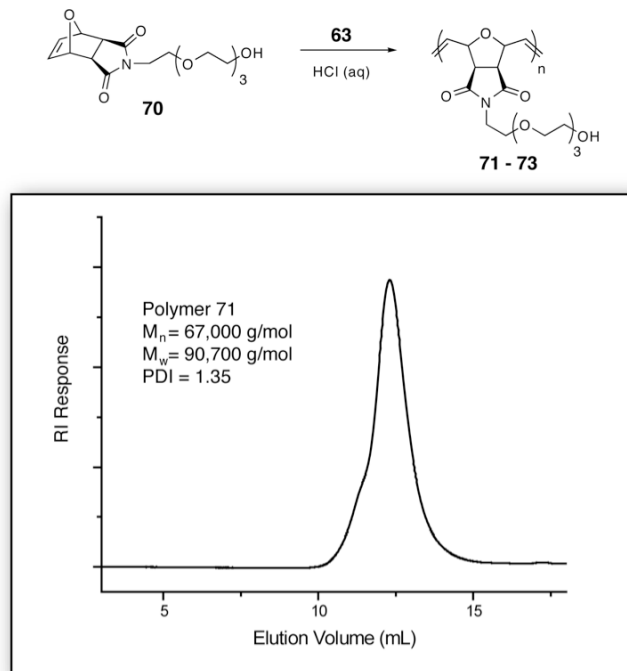 O
O
N
O
O
OH
3
70
63
HCl (aq)
O
n
O
N
O
O
OH
3
71 - 73
Polymer 71
Mn= 67,000 g/mol
Mw= 90,700 g/mol
PDI = 1.35
RI Response
5
10
15
Elution Volume (mL)